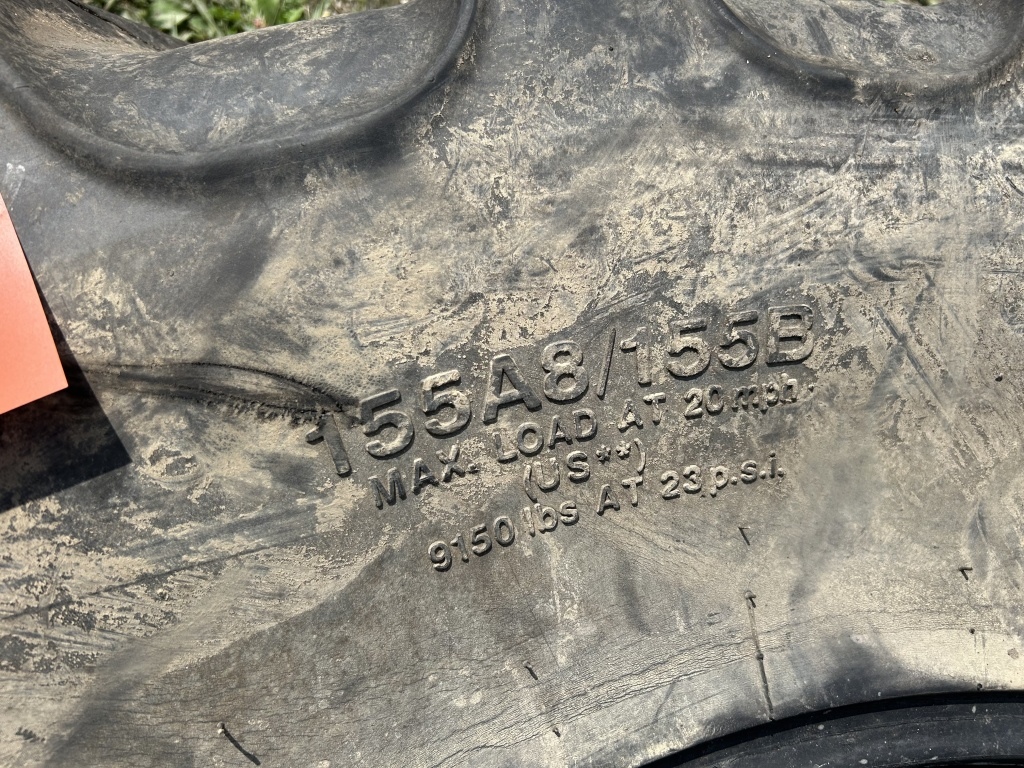 155A8/155B
MAX. LOAD AT 20 mph
(US**)
9150 lbs AT 23 p.s.i.